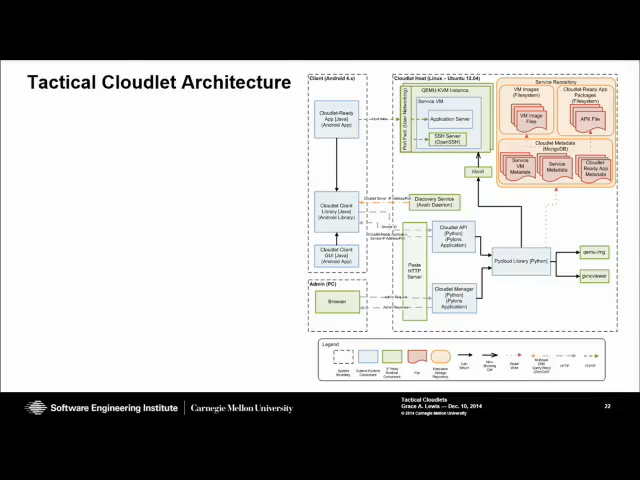 Tactical Cloudlet Architecture
Client (Android 4.x)
Cloudlet-Ready
App [Java]
(Android App)
Cloudlet Client
Library [Java]
(Android Library)
Cloudlet Client
GUI [Java]
(Android App)
Admin (PC)
Browser
Cloudlet Host (Linux – Ubuntu 12.04)
QEMU-KVM Instance
Service VM
Application Server
SSH Server
(OpenSSH)
Discovery Service
(Avahi Daemon)
Paste
HTTP
Server
Cloudlet API
[Python]
(Pylons
Application)
Cloudlet Manager
[Python]
(Pylons
Application)
Pycloud Library [Python]
Service Repository
VM Images
(Filesystem)
VM Image
Files
Cloudlet-Ready App
Packages
(Filesystem)
APK File
Cloudlet Metadata
(MongoDB)
Service
VM
Metadata
Service
Metadata
Cloudlet-
Ready App
Metadata
qemu-img
gvncviewer
Legend
File
HTTP
Software Engineering Institute
Carnegie Mellon University
Tactical Cloudlets
Grace A. Lewis — Dec. 10, 2014
© 2014 Carnegie Mellon University
22